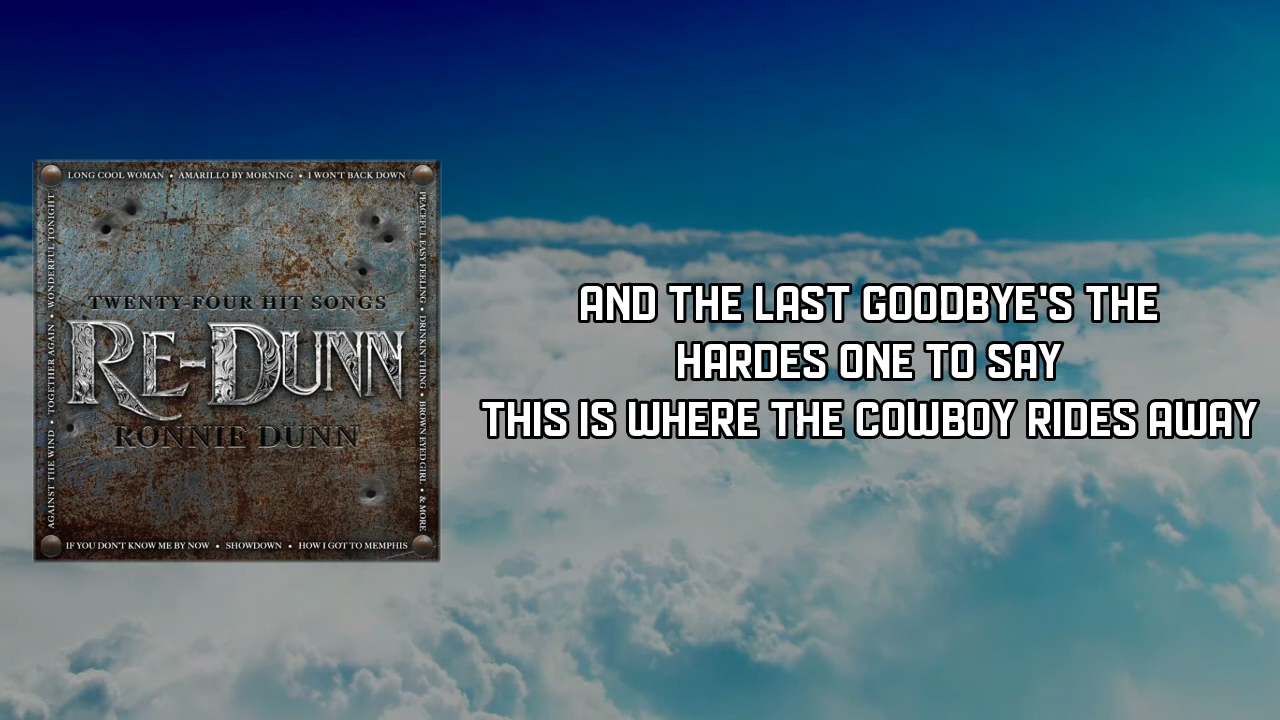 LONG COOL WOMAN • AMARILLO BY MORNING • I WON'T BACK DOWN
AGAINST THE WIND • TOGETHER AGAIN • WONDERFUL TONIGHT
PEACEFUL EASY FEELING • DRINKIN' THING • BROWN EYED GIRL • & MORE
TWENTY-FOUR HIT SONGS
RE-DUNN
RONNIE DUNN
IF YOU DON'T KNOW ME BY NOW • SHOWDOWN • HOW I GOT TO MEMPHIS
AND THE LAST GOODBYE'S THE
HARDES ONE TO SAY
THIS IS WHERE THE COWBOY RIDES AWAY